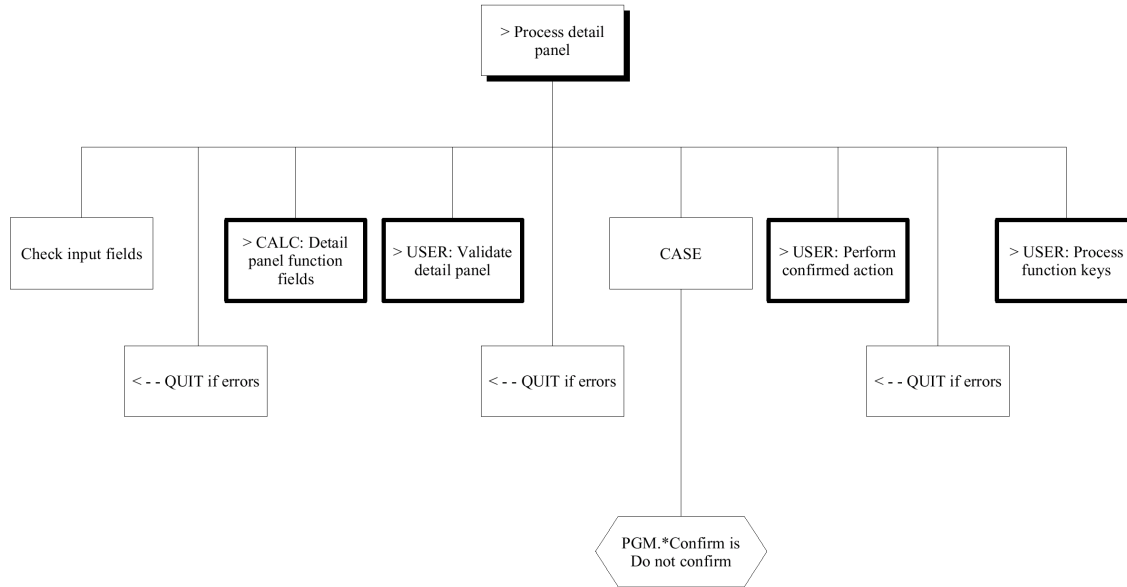 > Process detail
panel
Check input fields
> CALC: Detail
panel function
fields
> USER: Validate
detail panel
CASE
> USER: Perform
confirmed action
> USER: Process
function keys
< - - QUIT if errors
< - - QUIT if errors
< - - QUIT if errors
PGM.*Confirm is
Do not confirm